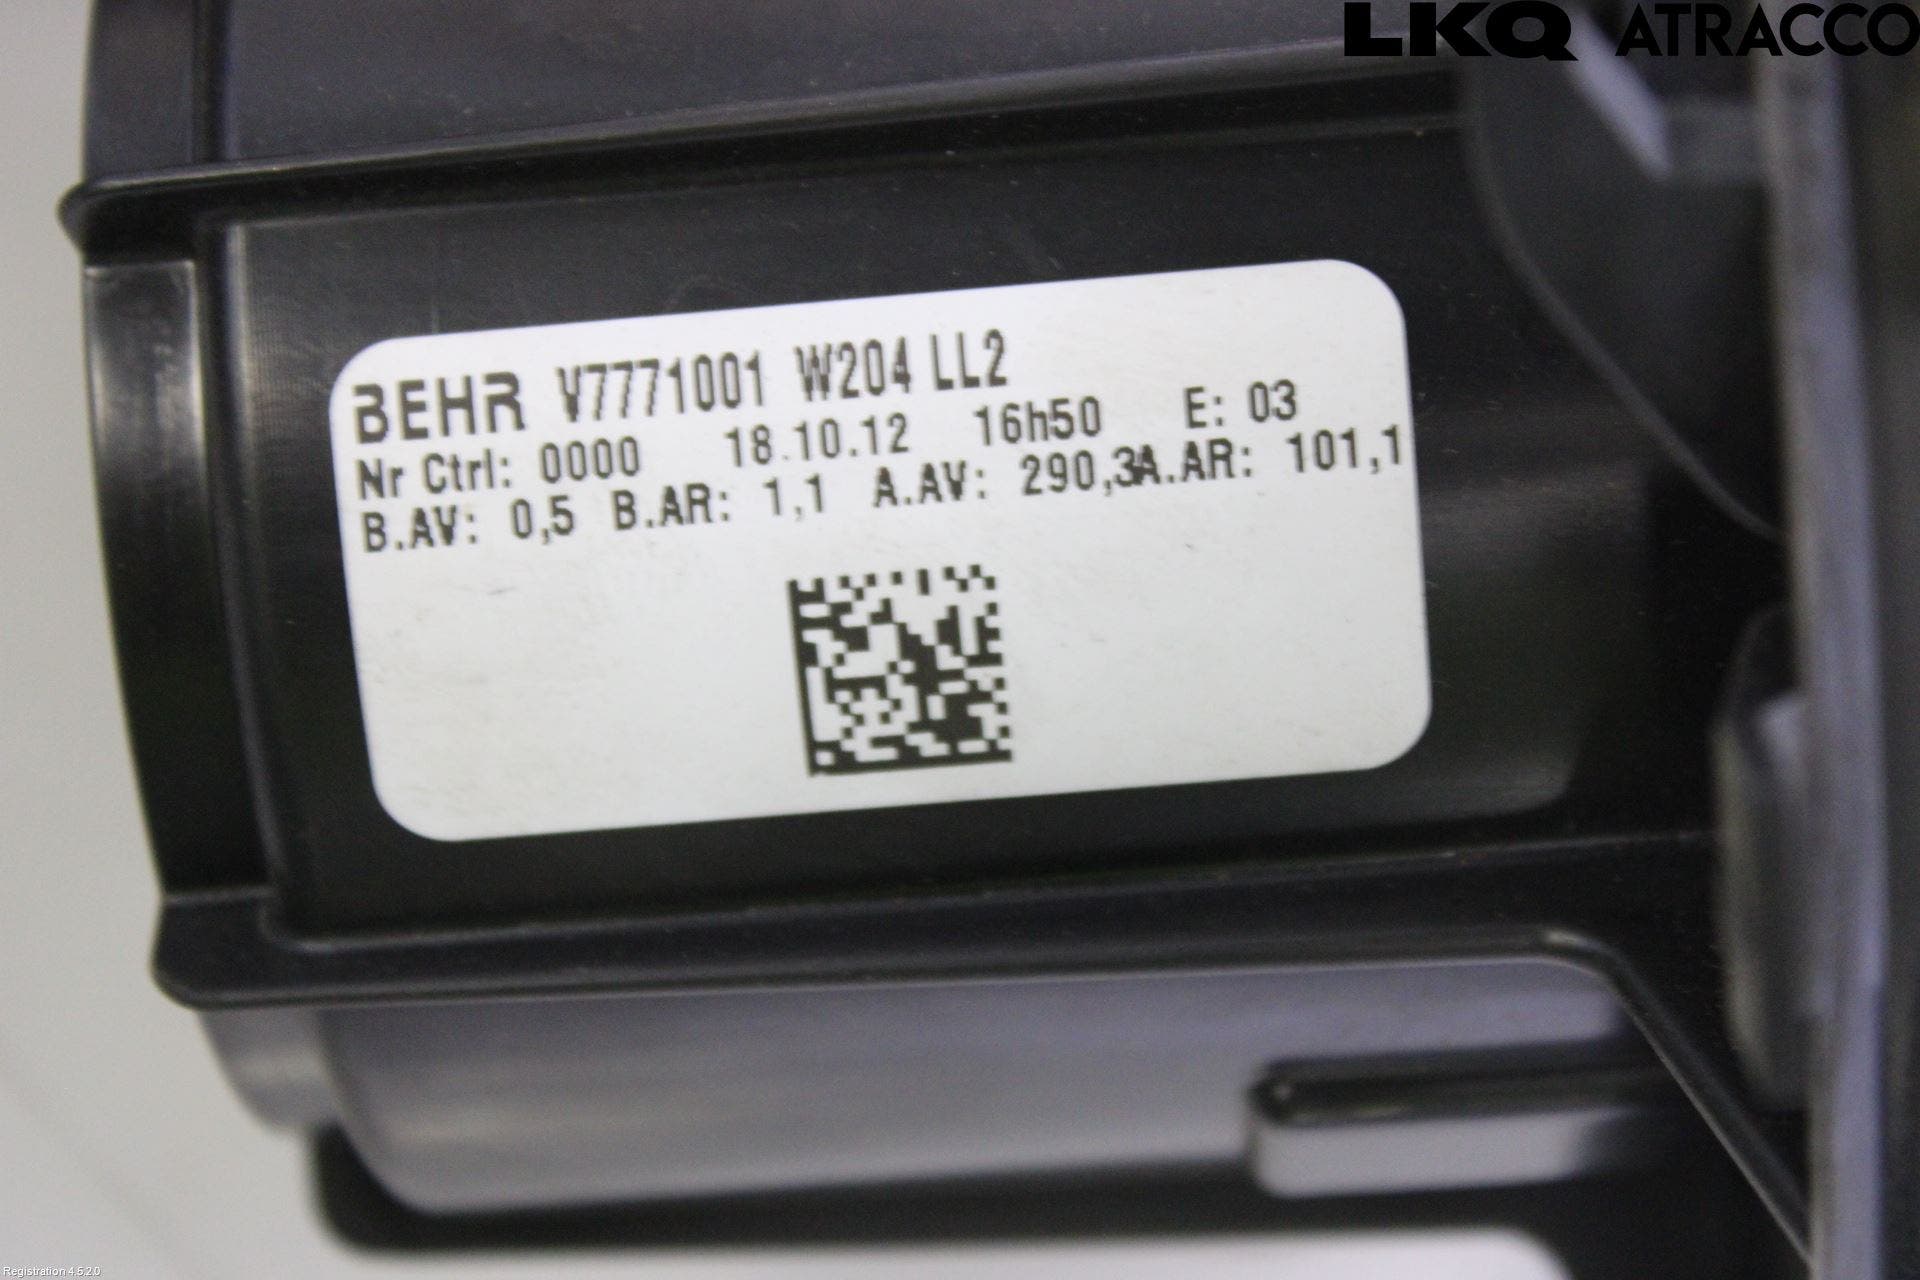 LKQ ATRACCO
BEHR V7771001 W204 LL2
Nr Ctrl: 0000 18.10.12 16h50 E: 03
B.AV: 0,5 B.AR: 1,1 A.AV: 290,3A.AR: 101,1
Registration 4.5.2.0